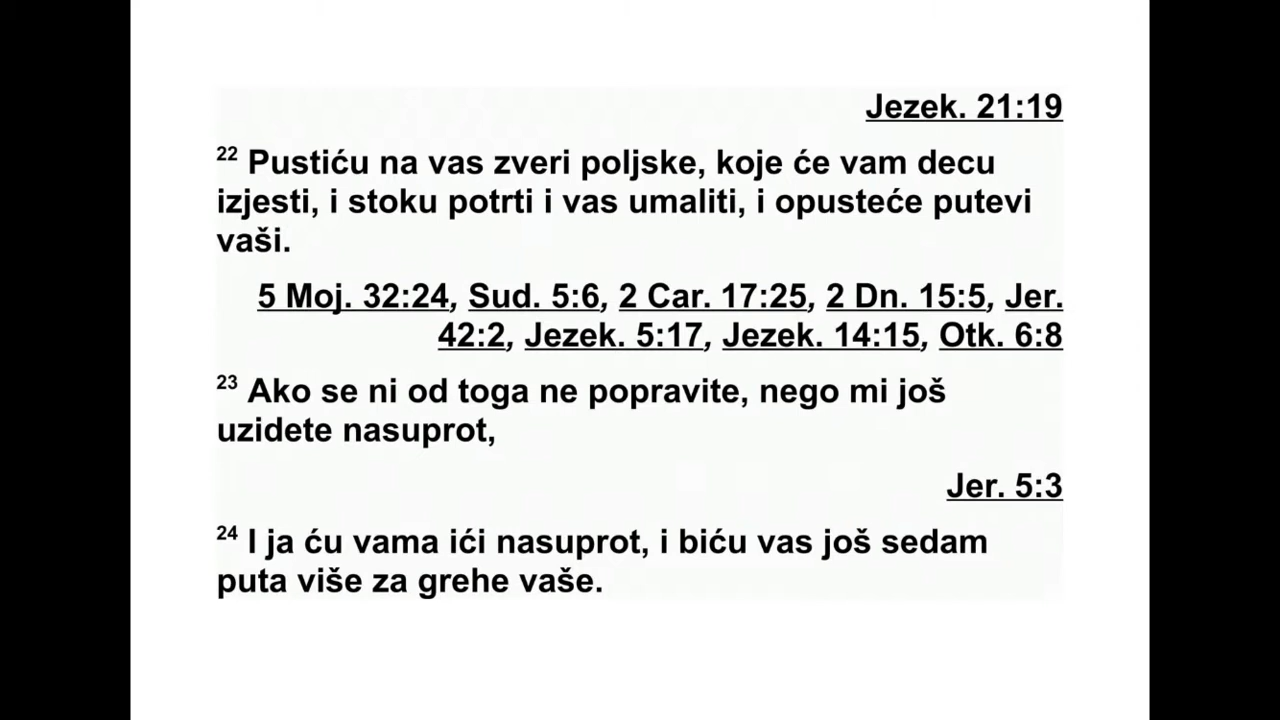 Jezek. 21:19
22 Pustiću na vas zveri poljske, koje će vam decu
izjesti, i stoku potrti i vas umaliti, i opusteće putevi
vaši.
5 Moj. 32:24, Sud. 5:6, 2 Car. 17:25, 2 Dn. 15:5, Jer.
42:2, Jezek. 5:17, Jezek. 14:15, Otk. 6:8
23 Ako se ni od toga ne popravite, nego mi još
uzidete nasuprot,
Jer. 5:3
24 I ja ću vama ići nasuprot, i biću vas još sedam
puta više za grehe vaše.